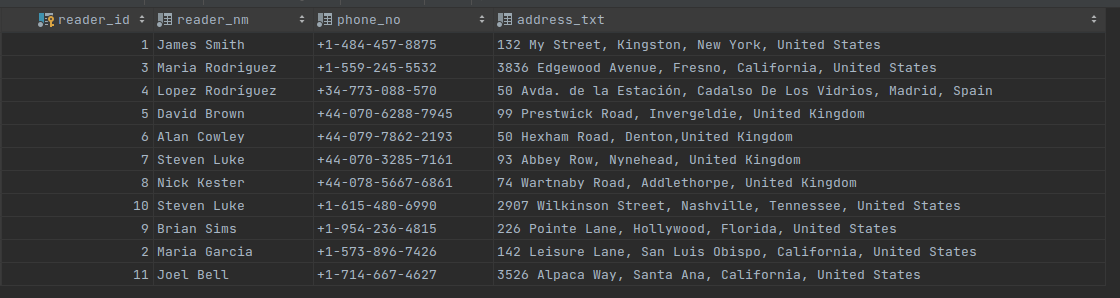 reader_id reader_nm phone_no address_txt
1 James Smith +1-484-457-8875 132 My Street, Kingston, New York, United States
3 Maria Rodriguez +1-559-245-5532 3836 Edgewood Avenue, Fresno, California, United States
4 Lopez Rodríguez +34-773-088-570 50 Avda. de la Estación, Cadalso De Los Vidrios, Madrid, Spain
5 David Brown +44-070-6288-7945 99 Prestwick Road, Invergeldie, United Kingdom
6 Alan Cowley +44-079-7862-2193 50 Hexham Road, Denton,United Kingdom
7 Steven Luke +44-070-3285-7161 93 Abbey Row, Nynehead, United Kingdom
8 Nick Kester +44-078-5667-6861 74 Wartnaby Road, Addlethorpe, United Kingdom
10 Steven Luke +1-615-480-6990 2907 Wilkinson Street, Nashville, Tennessee, United States
9 Brian Sims +1-954-236-4815 226 Pointe Lane, Hollywood, Florida, United States
2 Maria Garcia +1-573-896-7426 142 Leisure Lane, San Luis Obispo, California, United States
11 Joel Bell +1-714-667-4627 3526 Alpaca Way, Santa Ana, California, United States